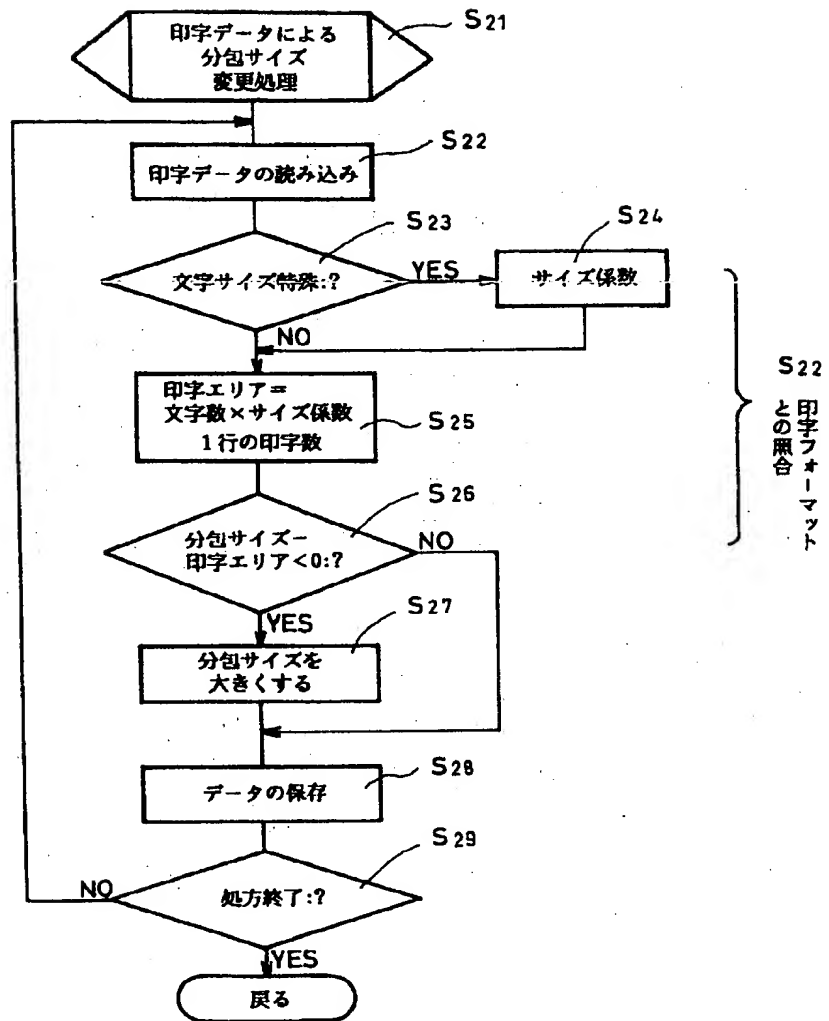 印字データによる
分包サイズ
変更処理
S21
S22
印字データの読み込み
S23
文字サイズ特殊:?
YES
S24
サイズ係数
NO
印字エリア=
文字数×サイズ係数
1行の印字数
S25
S22
印字フォーマット
との照合
S26
分包サイズ−
印字エリア<0:?
NO
YES
S27
分包サイズを
大きくする
S28
データの保存
S29
処方終了:?
NO
YES
戻る